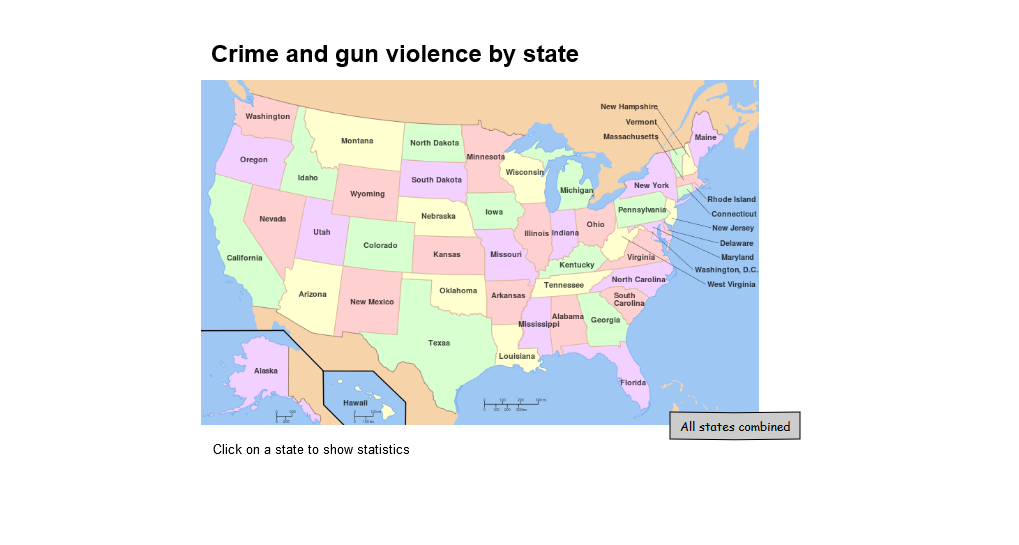 Crime and gun violence by state
New Hampshire
Vermont
Massachusetts
Washington
Maine
Montana
North Dakota
Minnesota
Oregon
Wisconsin
Idaho
South Dakota
Michigan
New York
Wyoming
Rhode Island
Pennsylvania
Iowa
Connecticut
Nebraska
Nevada
Ohio
New Jersey
Utah
Illinois
Indiana
Delaware
Colorado
Kansas
Missouri
Virginia
Maryland
California
Kentucky
Washington, D.C.
North Carolina
West Virginia
Tennessee
Oklahoma
Arizona
Arkansas
South
Carolina
New Mexico
Alabama
Mississippi
Georgia
Texas
Louisiana
Alaska
Florida
Hawaii
All states combined
Click on a state to show statistics